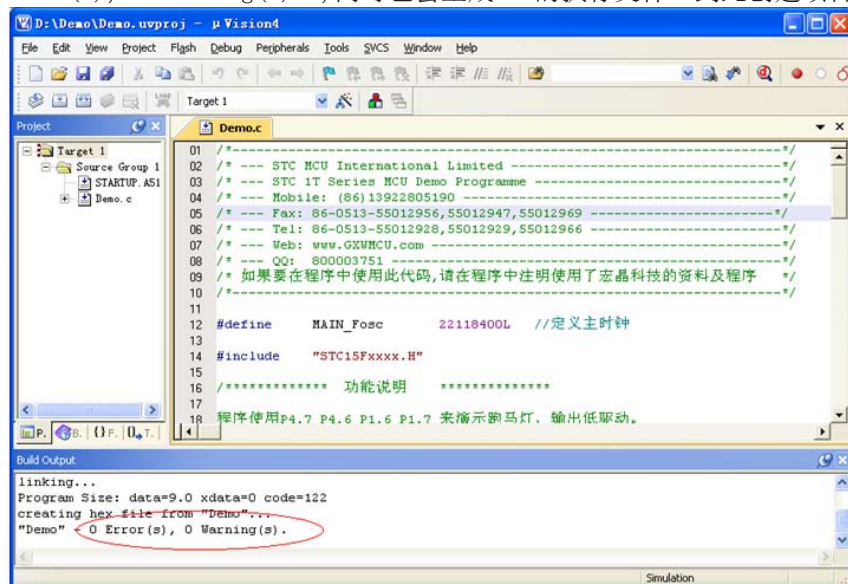 D:\Demo\Demo.uvproj - µVision4
File Edit View Project Flash Debug Peripherals Tools SVCS Window Help
Target 1
Project
Demo.c
Target 1
Source Group 1
STARTUP.A51
Demo.c
01 /*---------------------------------------------------------------------*/
02 /* --- STC MCU International Limited ----------------------------------*/
03 /* --- STC 1T Series MCU Demo Programme -------------------------------*/
04 /* --- Mobile: (86)13922805190 ----------------------------------------*/
05 /* --- Fax: 86-0513-55012956,55012947,55012969 ------------------------*/
06 /* --- Tel: 86-0513-55012928,55012929,55012966 ------------------------*/
07 /* --- Web: www.GXWMCU.com --------------------------------------------*/
08 /* --- QQ: 800003751 --------------------------------------------------*/
09 /* 如果要在程序中使用此代码,请在程序中注明使用了宏晶科技的资料及程序 */
10 /*---------------------------------------------------------------------*/
11
12 #define MAIN_Fosc 22118400L //定义主时钟
13
14 #include "STC15Fxxxx.H"
15
16 /************* 功能说明 **************
17
18 程序使用P4.7 P4.6 P1.6 P1.7 来演示跑马灯, 输出低驱动。
P. B. {} F. 0. T.
Build Output
linking...
Program Size: data=9.0 xdata=0 code=122
creating hex file from "Demo"...
"Demo" - 0 Error(s), 0 Warning(s).
Simulation